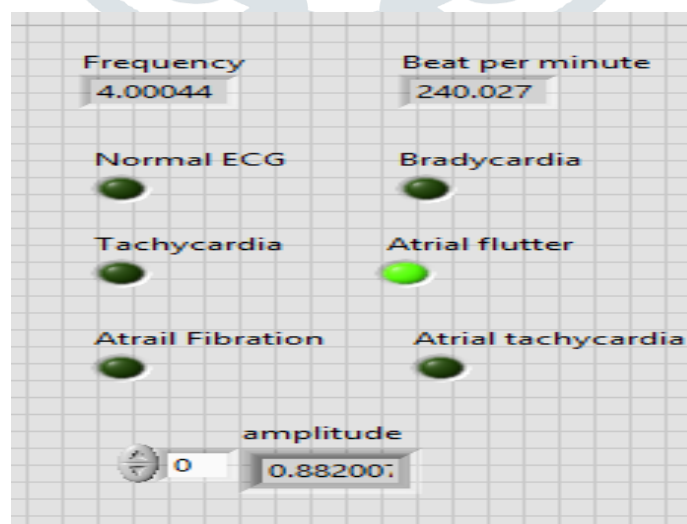 Frequency Beat per minute
4.00044 240.027
Normal ECG Bradycardia
Tachycardia Atrial flutter
Atrail Fibration Atrial tachycardia
amplitude
0 0.882007